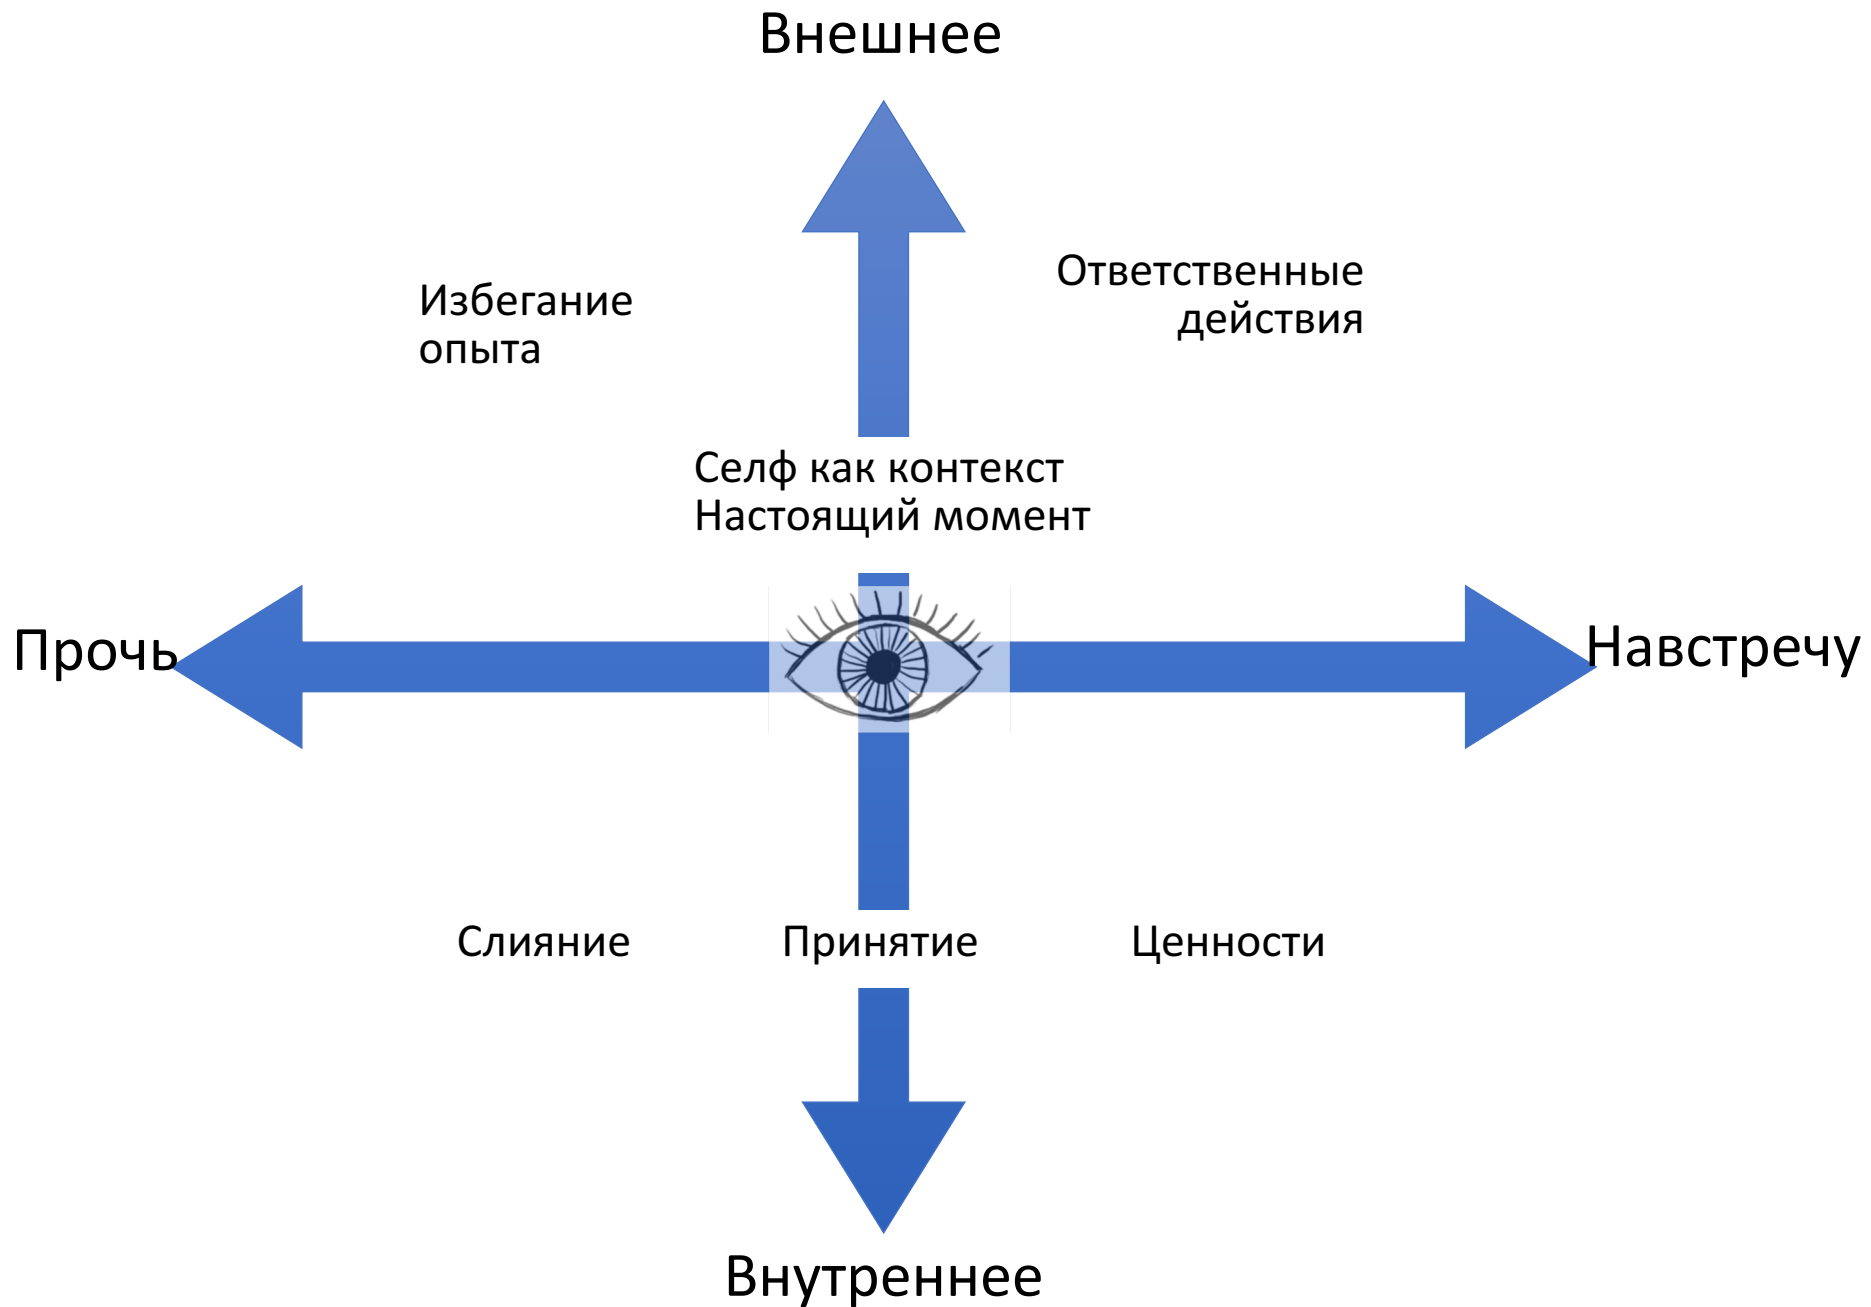 Внешнее
Избегание
опыта
Ответственные
действия
Селф как контекст
Настоящий момент
Прочь
Навстречу
Слияние
Принятие
Ценности
Внутреннее